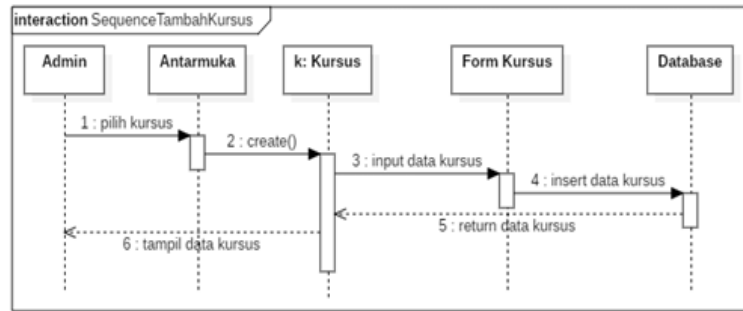 interaction SequenceTambahKursus
Admin
Antarmuka
k: Kursus
Form Kursus
Database
1 : pilih kursus
2 : create()
3 : input data kursus
4 : insert data kursus
5 : return data kursus
6 : tampil data kursus